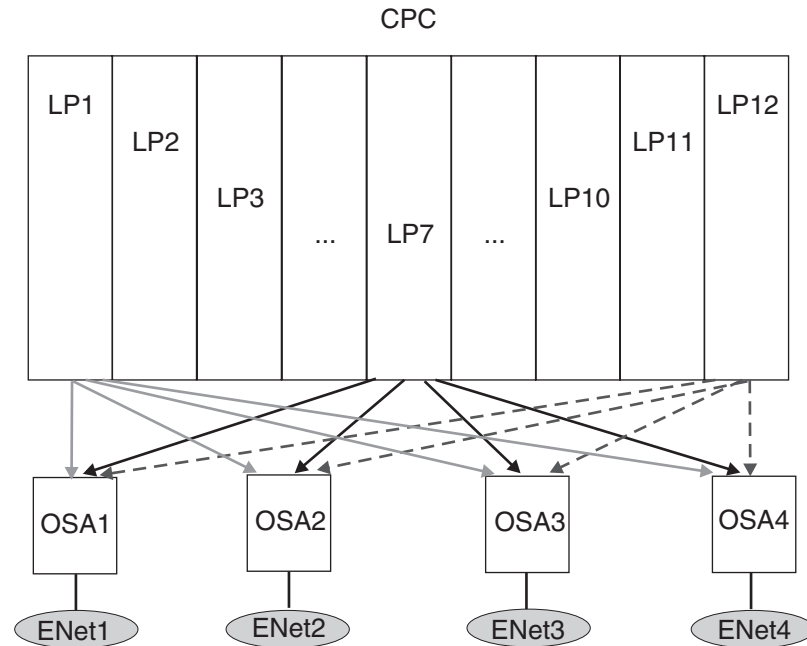 CPC
LP1
LP2
LP3
...
LP7
...
LP10
LP11
LP12
OSA1
OSA2
OSA3
OSA4
ENet1
ENet2
ENet3
ENet4